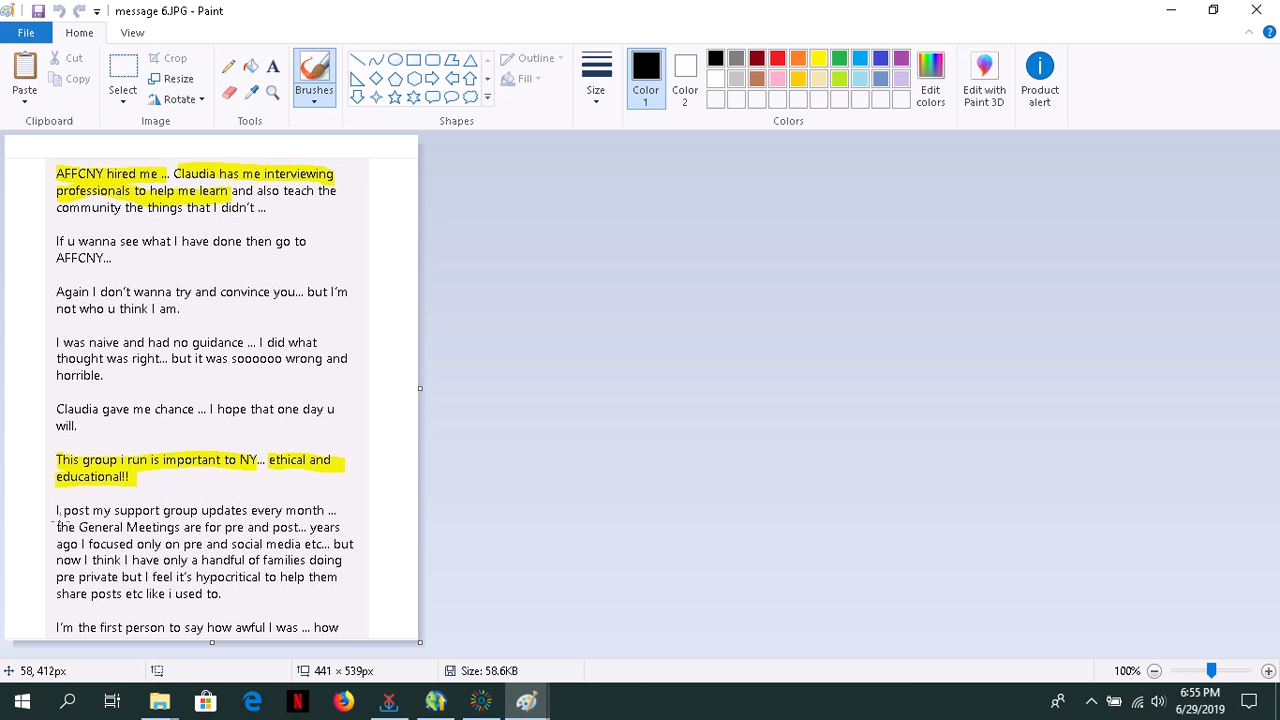 message 6.JPG - Paint
File Home View
Paste Cut Copy Clipboard
Select Crop Resize Rotate Image
Tools
Brushes
Shapes Outline Fill
Size
Color 1 Color 2 Colors
Edit colors
Edit with Paint 3D
Product alert
AFFCNY hired me ... Claudia has me interviewing
professionals to help me learn and also teach the
community the things that I didn't ...
If u wanna see what I have done then go to
AFFCNY...
Again I don't wanna try and convince you... but I'm
not who u think I am.
I was naive and had no guidance ... I did what
thought was right... but it was soooooo wrong and
horrible.
Claudia gave me chance ... I hope that one day u
will.
This group i run is important to NY... ethical and
educational!!
I post my support group updates every month ...
the General Meetings are for pre and post... years
ago I focused only on pre and social media etc... but
now I think I have only a handful of families doing
pre private but I feel it's hypocritical to help them
share posts etc like i used to.
I'm the first person to say how awful I was ... how
58, 412px 441 × 539px Size: 58.6KB 100%
6:55 PM
6/29/2019